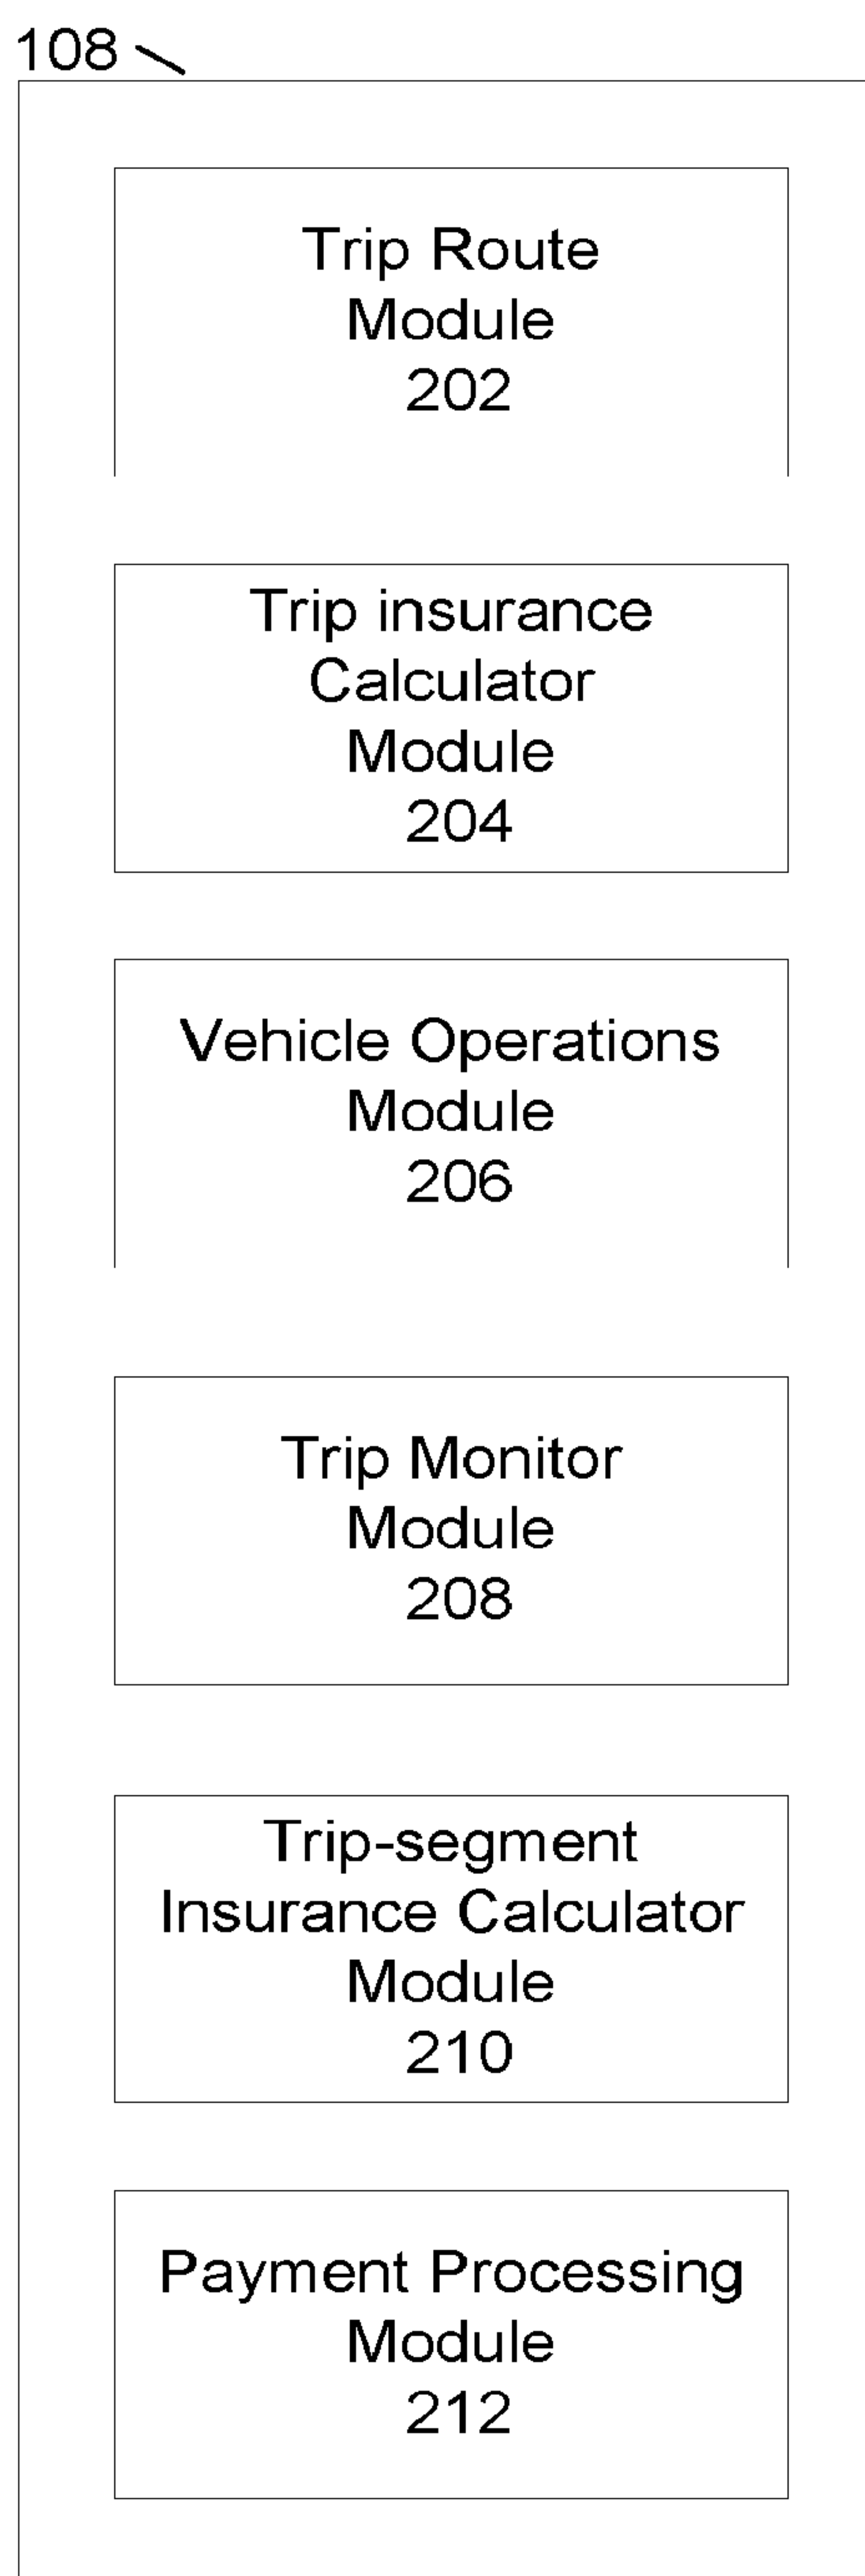 108
Trip Route
Module
202
Trip insurance
Calculator
Module
204
Vehicle Operations
Module
206
Trip Monitor
Module
208
Trip-segment
Insurance Calculator
Module
210
Payment Processing
Module
212